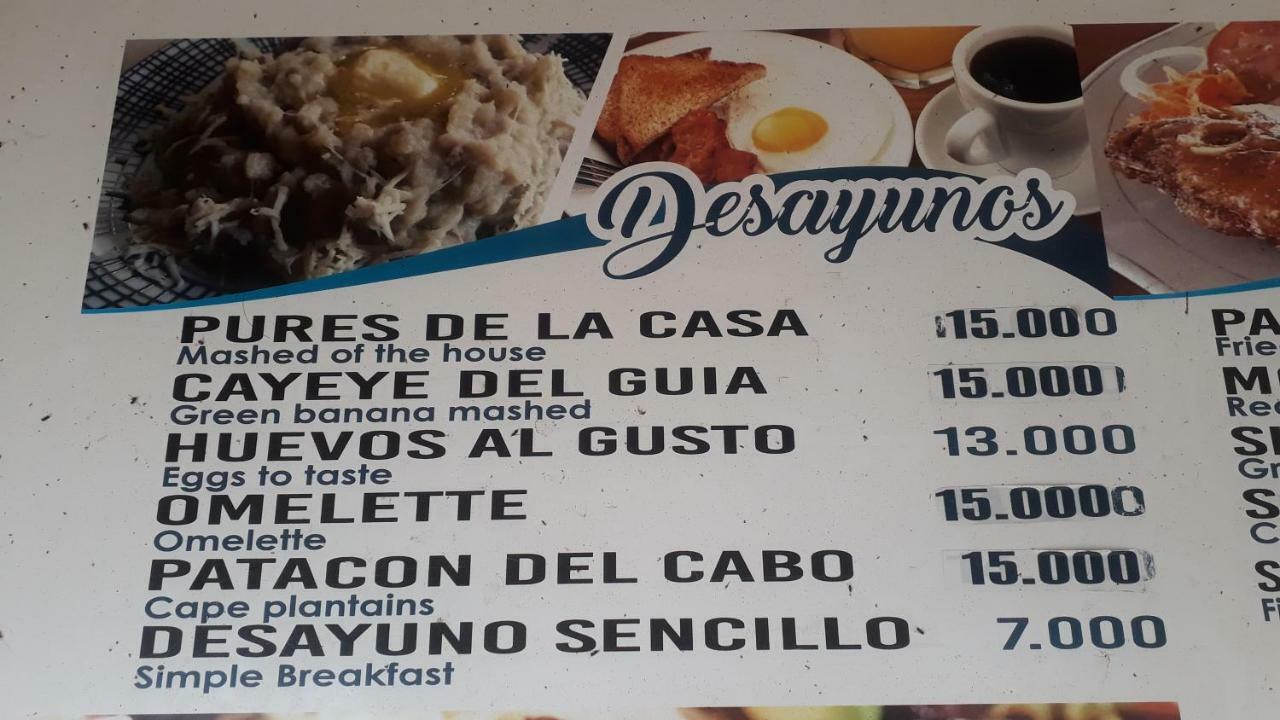 Desayunos
PURES DE LA CASA 15.000
Mashed of the house
CAYEYE DEL GUIA 15.000
Green banana mashed
HUEVOS AL GUSTO 13.000
Eggs to taste
OMELETTE 15.0000
Omelette
PATACON DEL CABO 15.000
Cape plantains
DESAYUNO SENCILLO 7.000
Simple Breakfast